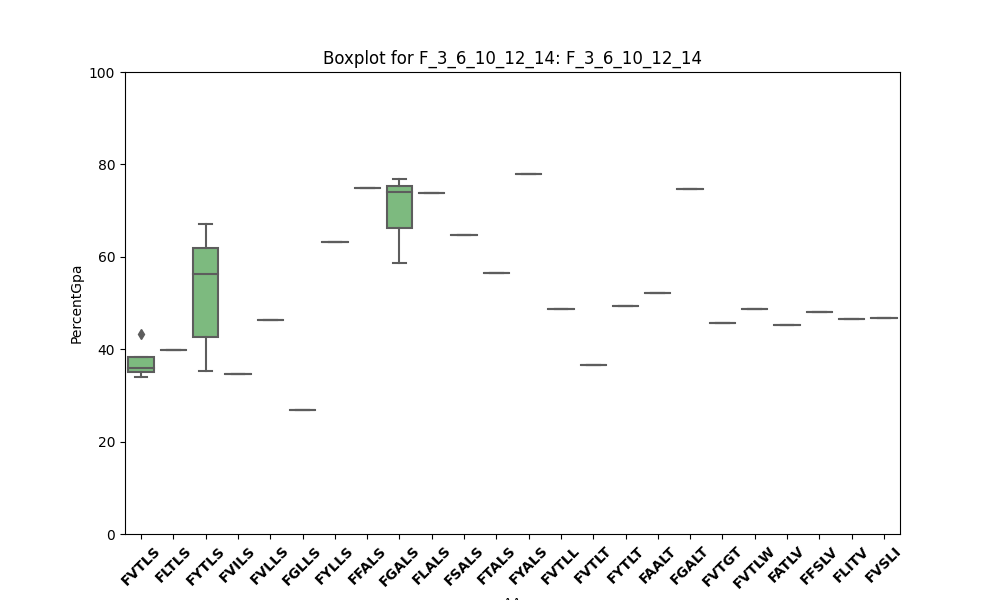 Boxplot for F_3_6_10_12_14: F_3_6_10_12_14
100
80
60
40
20
0
PercentGpa
FVTLS
FLTLS
FYTLS
FVILS
FVLLS
FGLLS
FYLLS
FFALS
FGALS
FLALS
FSALS
FTALS
FYALS
FVTLL
FVTLT
FYTLT
FAALT
FGALT
FVTGT
FVTLW
FATLV
FFSLV
FLITV
FVSLI